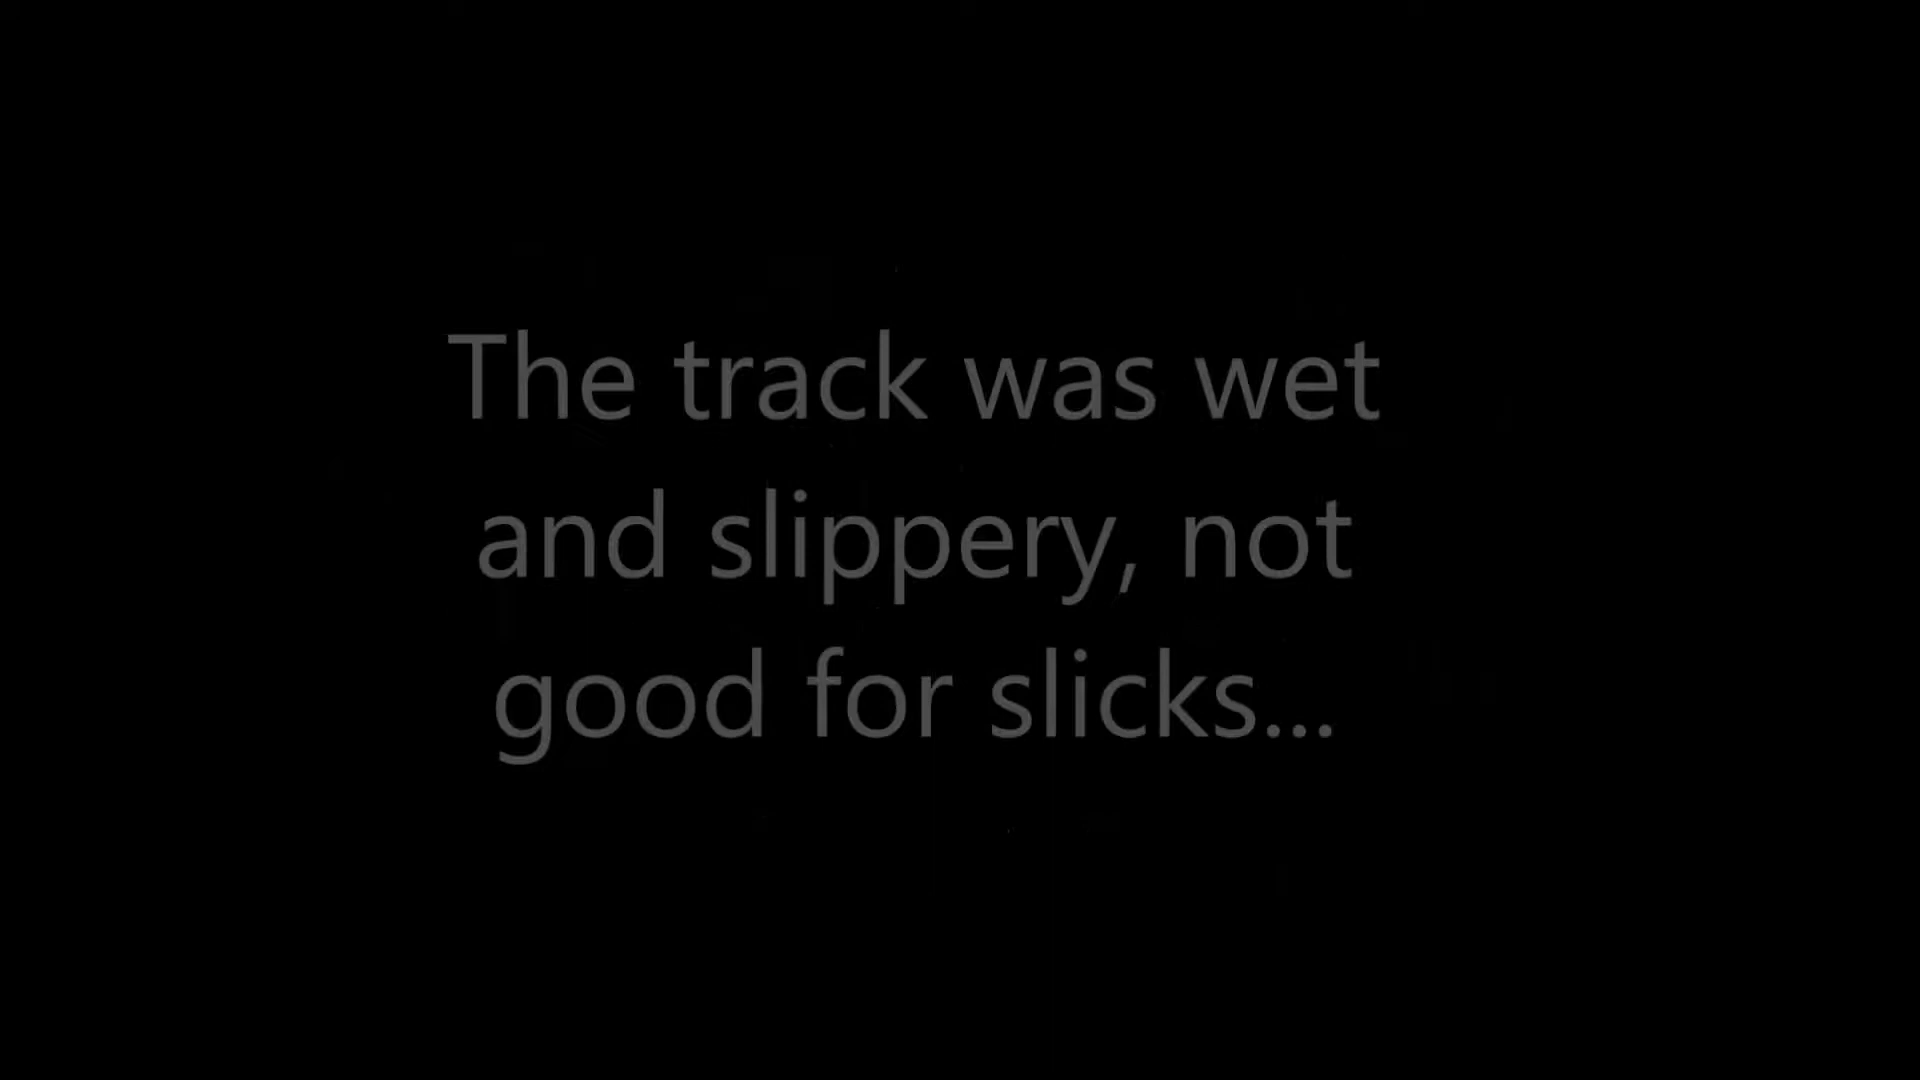 The track was wet
and slippery, not
good for slicks...